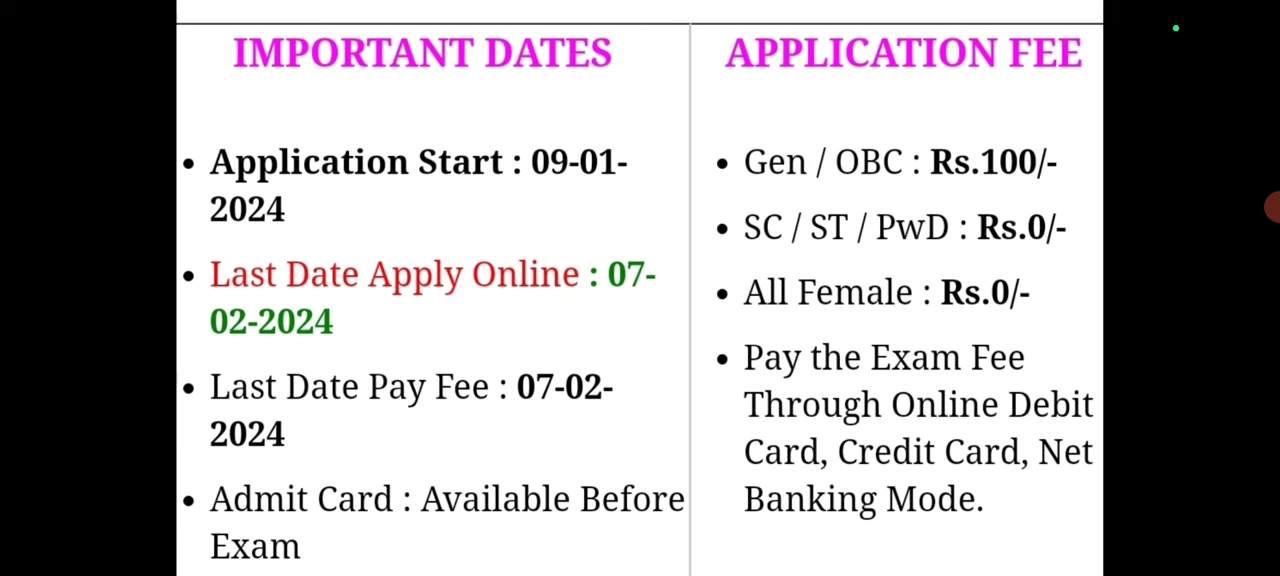 IMPORTANT DATES
Application Start : 09-01-
2024
Last Date Apply Online : 07-
02-2024
Last Date Pay Fee : 07-02-
2024
Admit Card : Available Before
Exam
APPLICATION FEE
Gen / OBC : Rs.100/-
SC / ST / PwD : Rs.0/-
All Female : Rs.0/-
Pay the Exam Fee
Through Online Debit
Card, Credit Card, Net
Banking Mode.